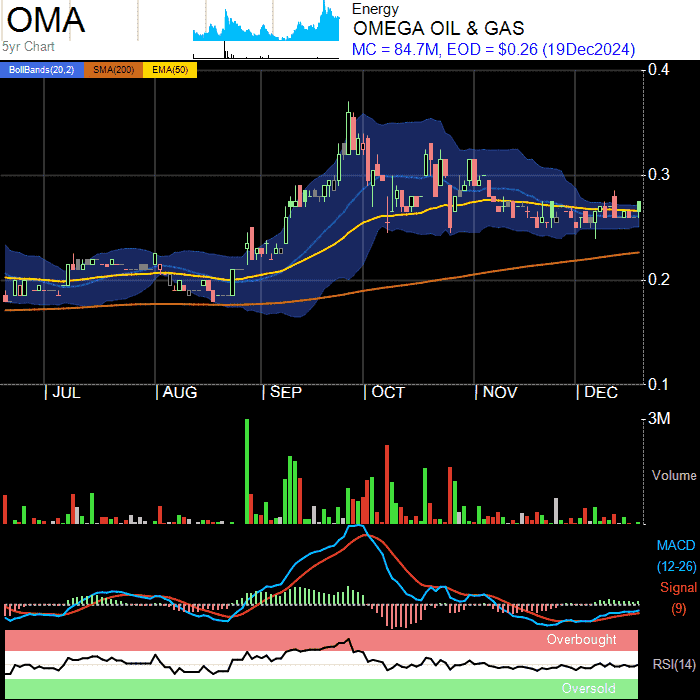 OMA
5yr Chart
Energy
OMEGA OIL & GAS
MC = 84.7M, EOD = $0.26 (19Dec2024)
BollBands(20,2) SMA(200) EMA(50)
0.4
0.3
0.2
0.1
JUL AUG SEP OCT NOV DEC
3M
Volume
MACD
(12-26)
Signal
(9)
Overbought
RSI(14)
Oversold